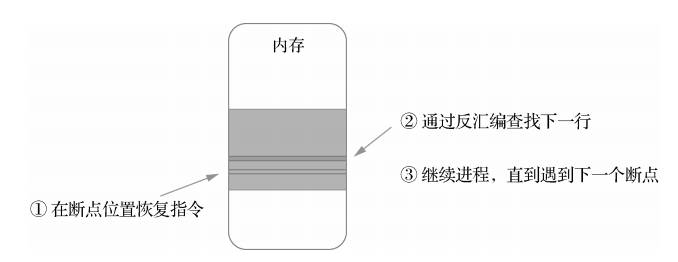 内存
② 通过反汇编查找下一行
③ 继续进程，直到遇到下一个断点
① 在断点位置恢复指令